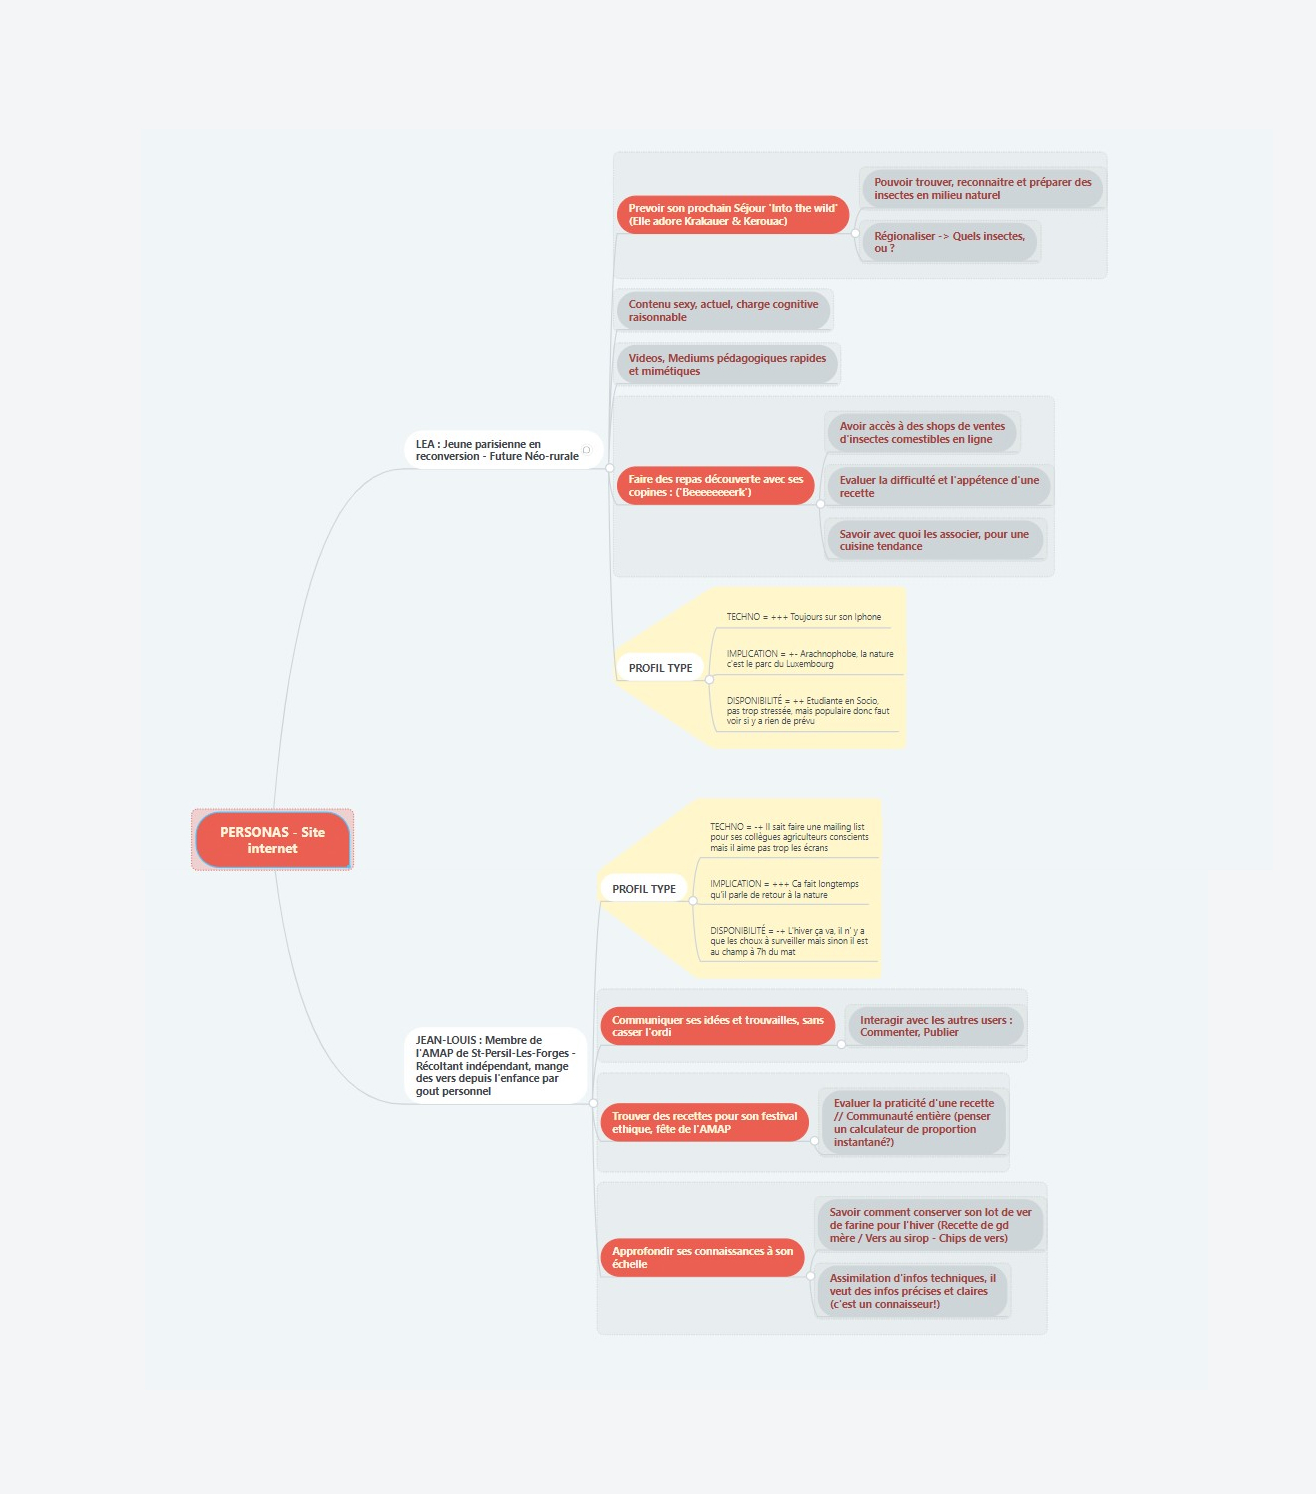 PERSONAS - Site
internet
LEA : Jeune parisienne en
reconversion - Future Néo-rurale
Prevoir son prochain Séjour "Into the wild"
(Elle adore Krakauer & Kerouac)
Pouvoir trouver, reconnaitre et préparer des
insectes en milieu naturel
Régionaliser -> Quels insectes,
ou ?
Contenu sexy, actuel, charge cognitive
raisonnable
Videos, Mediums pédagogiques rapides
et mimétiques
Faire des repas découverte avec ses
copines : ("Beeeeeeerk")
Avoir accès à des shops de ventes
d'insectes comestibles en ligne
Evaluer la difficulté et l'appétence d'une
recette
Savoir avec quoi les associer, pour une
cuisine tendance
PROFIL TYPE
TECHNO = +++ Toujours sur son Iphone
IMPLICATION = +- Arachnophobe, la nature
c'est le parc du Luxembourg
DISPONIBILITÉ = ++ Etudiante en Socio,
pas trop stressée, mais populaire donc faut
voir si y a rien de prévu
JEAN-LOUIS : Membre de
l'AMAP de St-Persil-Les-Forges -
Récoltant indépendant, mange
des vers depuis l'enfance par
gout personnel
PROFIL TYPE
TECHNO = -+ Il sait faire une mailing list
pour ses collègues agriculteurs conscients
mais il aime pas trop les écrans
IMPLICATION = +++ Ca fait longtemps
qu'il parle de retour à la nature
DISPONIBILITÉ = -+ L'hiver ça va, il n' y a
que les choux à surveiller mais sinon il est
au champ à 7h du mat
Communiquer ses idées et trouvailles, sans
casser l'ordi
Interagir avec les autres users :
Commenter, Publier
Trouver des recettes pour son festival
ethique, fête de l'AMAP
Evaluer la praticité d'une recette
// Communauté entière (penser
un calculateur de proportion
instantané?)
Approfondir ses connaissances à son
échelle
Savoir comment conserver son lot de ver
de farine pour l'hiver (Recette de gd
mère / Vers au sirop - Chips de vers)
Assimilation d'infos techniques, il
veut des infos précises et claires
(c'est un connaisseur!)